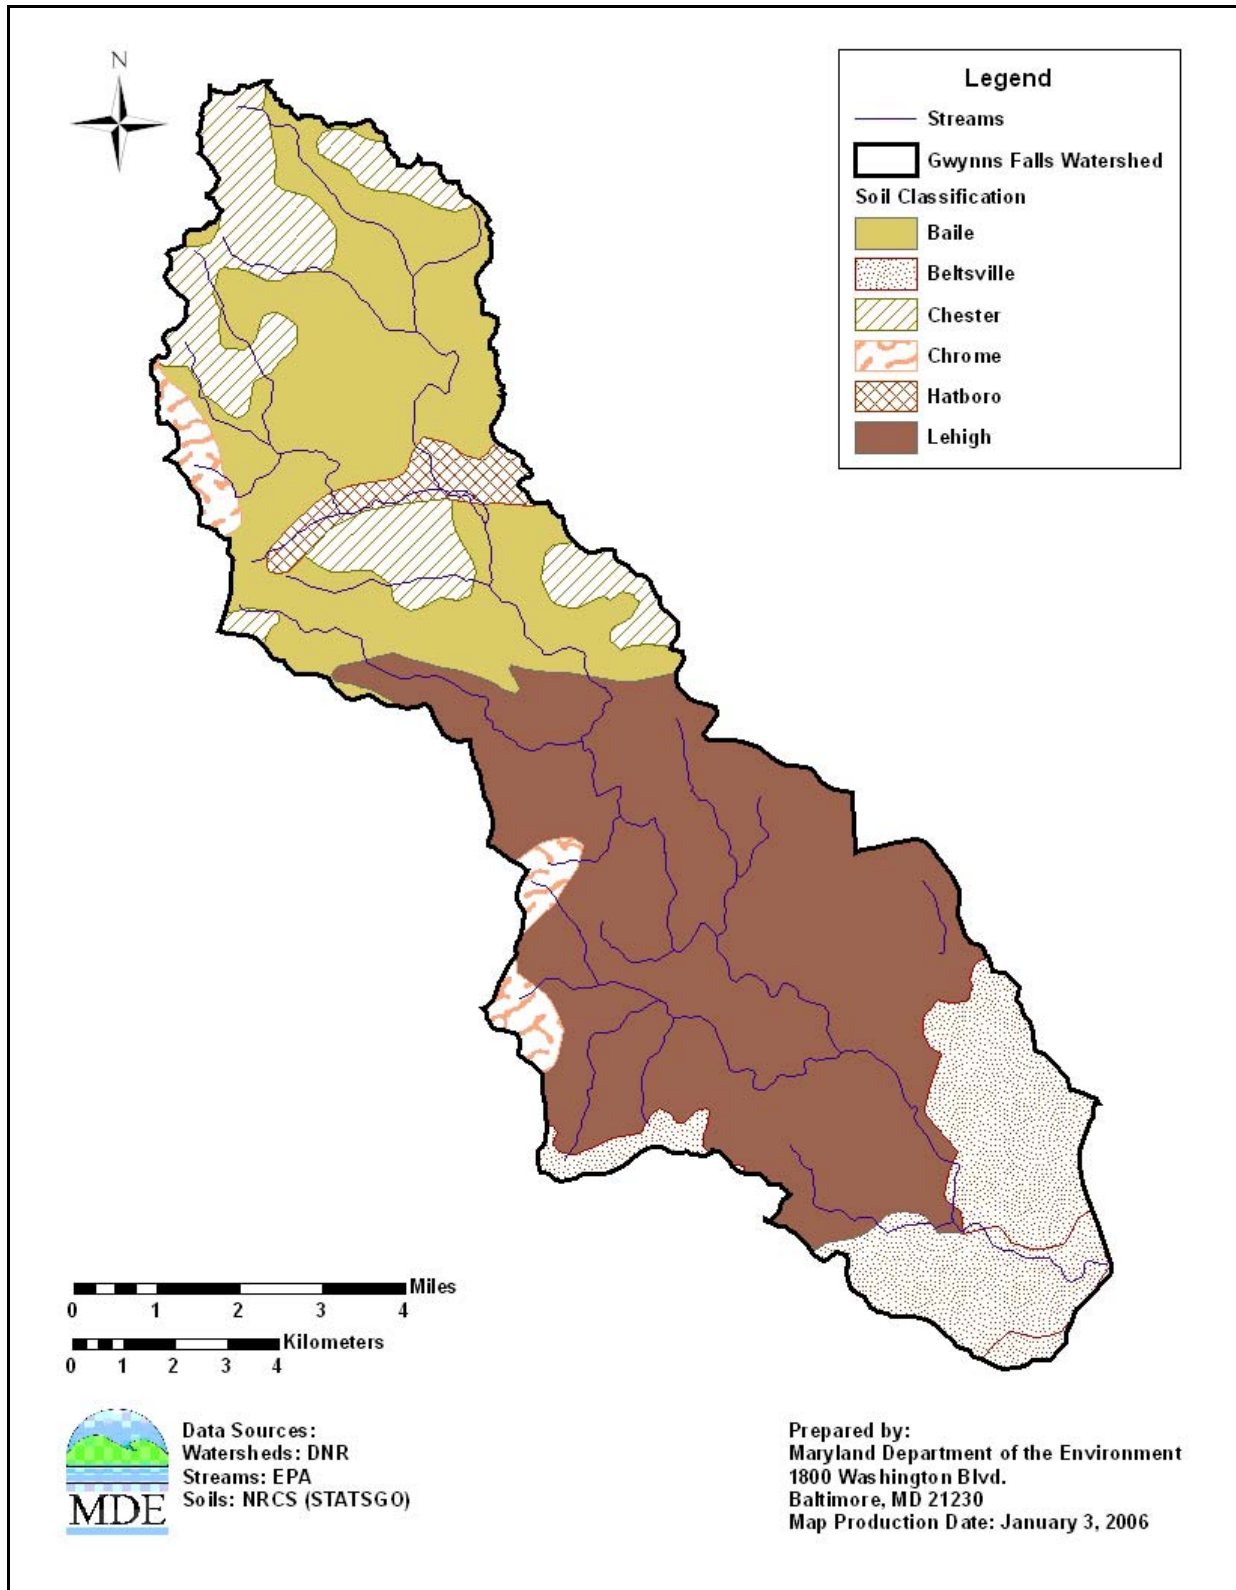 N
Legend
Streams
Gwynns Falls Watershed
Soil Classification
Baile
Beltsville
Chester
Chrome
Hatboro
Lehigh
Miles
0 1 2 3 4
Kilometers
0 1 2 3 4
MDE
Data Sources:
Watersheds: DNR
Streams: EPA
Soils: NRCS (STATSGO)
Prepared by:
Maryland Department of the Environment
1800 Washington Blvd.
Baltimore, MD 21230
Map Production Date: January 3, 2006